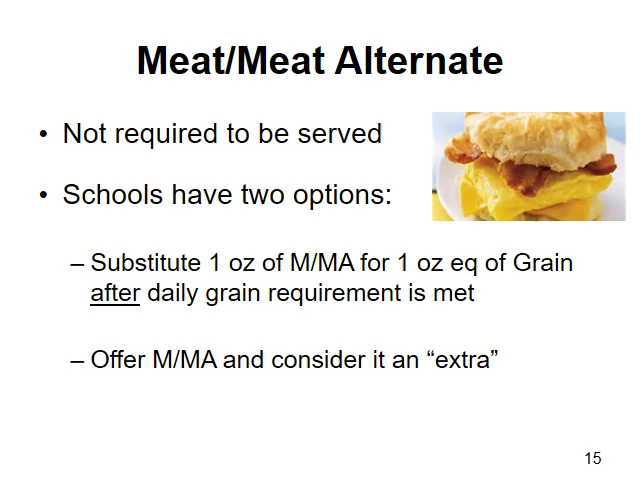 Meat/Meat Alternate
• Not required to be served
• Schools have two options:
– Substitute 1 oz of M/MA for 1 oz eq of Grain
after daily grain requirement is met
– Offer M/MA and consider it an “extra”
15